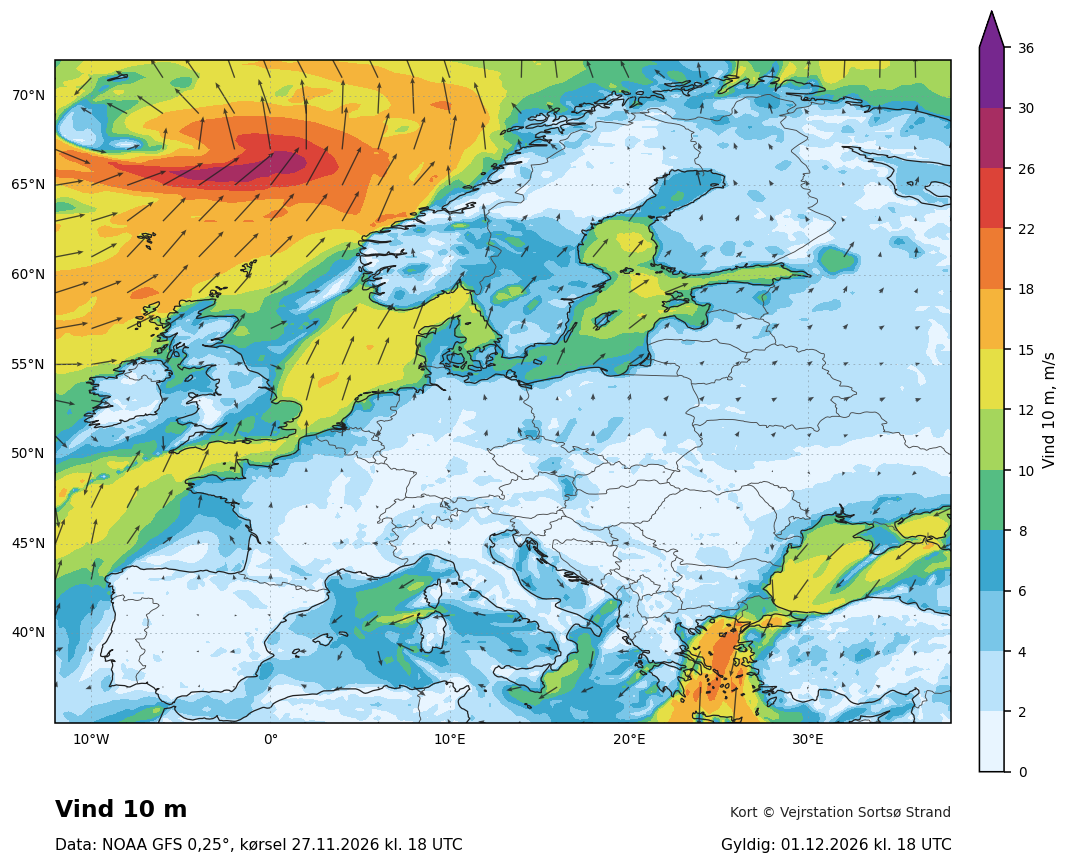 36
30
26
22
18
15
12
10
8
6
4
2
0
Vind 10 m, m/s
70°N
65°N
60°N
55°N
50°N
45°N
40°N
10°W
0°
10°E
20°E
30°E
Vind 10 m
Kort © Vejrstation Sortsø Strand
Data: NOAA GFS 0,25°, kørsel 27.11.2026 kl. 18 UTC
Gyldig: 01.12.2026 kl. 18 UTC